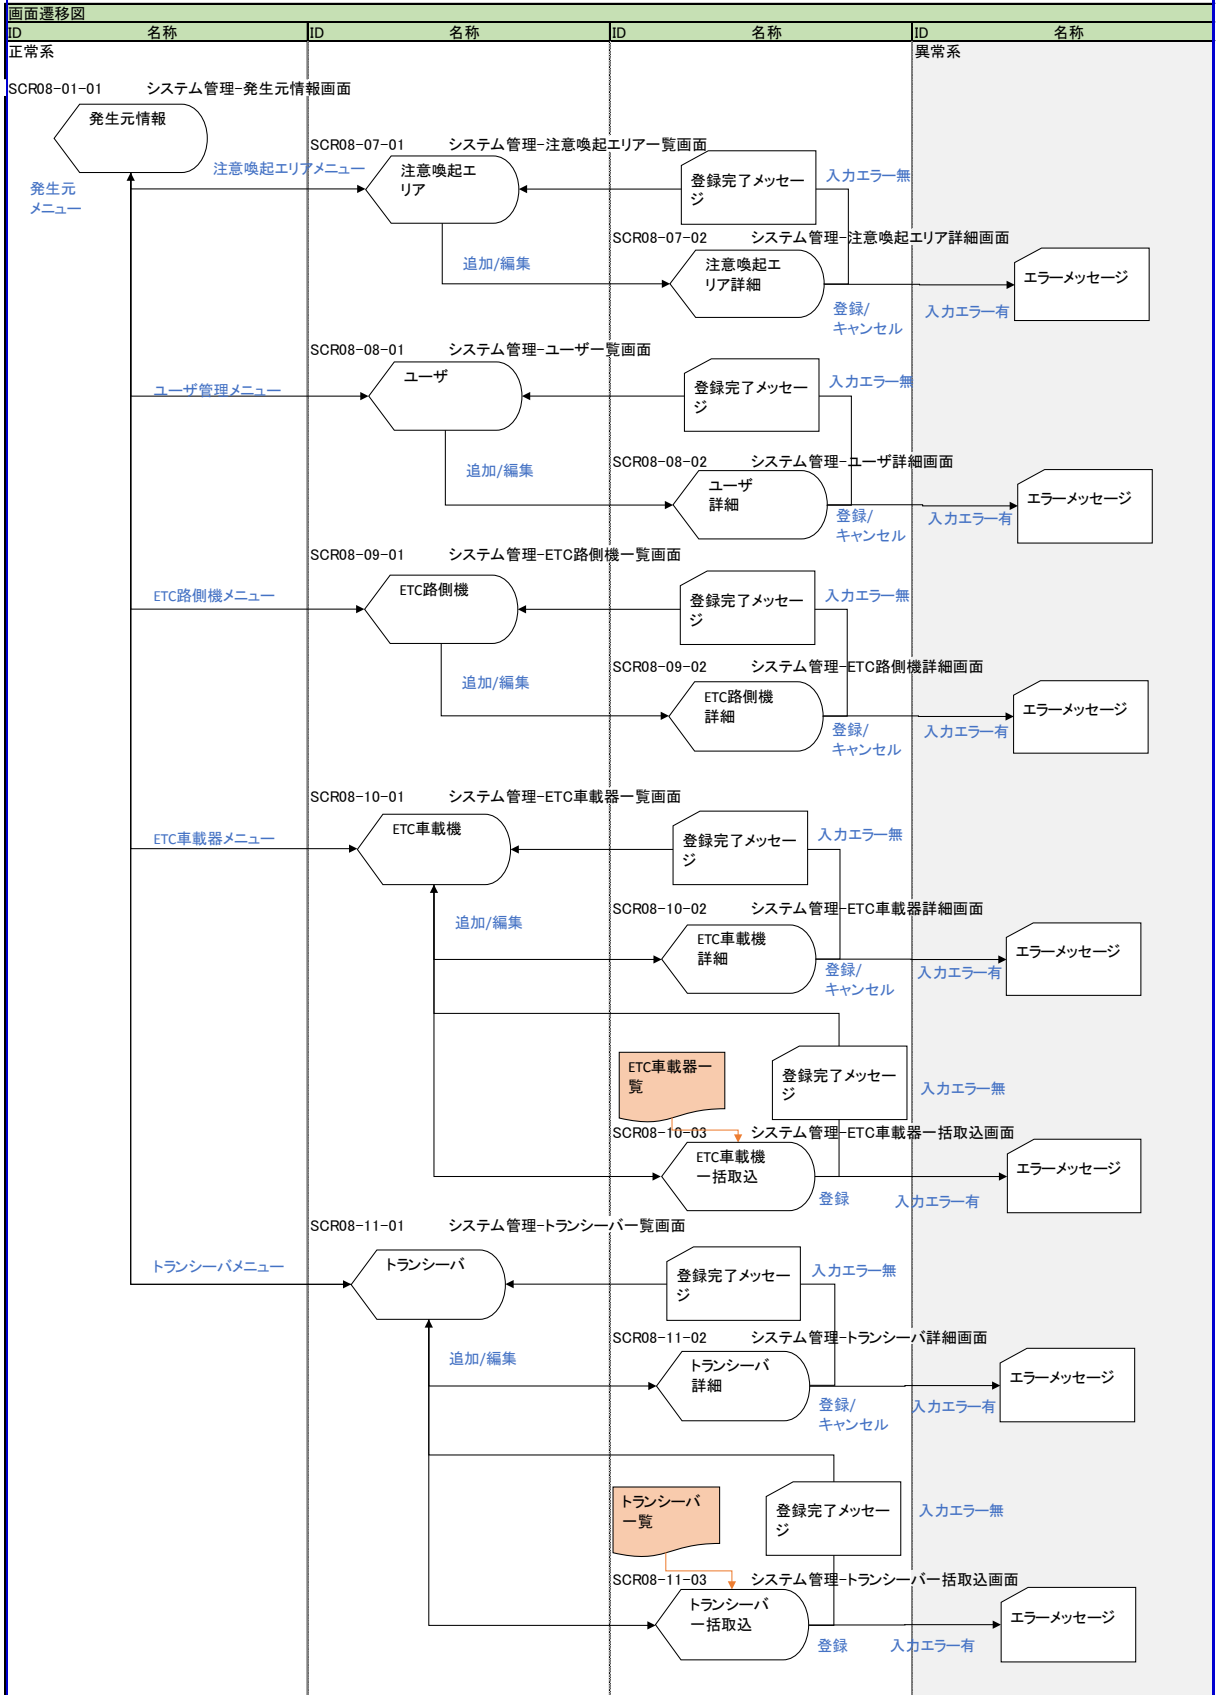 画面遷移図
ID 名称 ID 名称 ID 名称 ID 名称
正常系
異常系
SCR08-01-01 システム管理-発生元情報画面
発生元情報
発生元
メニュー
SCR08-07-01 システム管理-注意喚起エリア一覧画面
注意喚起エリアメニュー
注意喚起エ
リア
登録完了メッセー
ジ
入力エラー無
SCR08-07-02 システム管理-注意喚起エリア詳細画面
追加/編集
注意喚起エ
リア詳細
登録/
キャンセル
入力エラー有
エラーメッセージ
SCR08-08-01 システム管理-ユーザ一覧画面
ユーザ管理メニュー
ユーザ
登録完了メッセー
ジ
入力エラー無
SCR08-08-02 システム管理-ユーザ詳細画面
追加/編集
ユーザ
詳細
登録/
キャンセル
入力エラー有
エラーメッセージ
SCR08-09-01 システム管理-ETC路側機一覧画面
ETC路側機メニュー
ETC路側機
登録完了メッセー
ジ
入力エラー無
SCR08-09-02 システム管理-ETC路側機詳細画面
追加/編集
ETC路側機
詳細
登録/
キャンセル
入力エラー有
エラーメッセージ
SCR08-10-01 システム管理-ETC車載器一覧画面
ETC車載器メニュー
ETC車載機
登録完了メッセー
ジ
入力エラー無
SCR08-10-02 システム管理-ETC車載器詳細画面
追加/編集
ETC車載機
詳細
登録/
キャンセル
入力エラー有
エラーメッセージ
ETC車載器一
覧
登録完了メッセー
ジ
入力エラー無
SCR08-10-03 システム管理-ETC車載器一括取込画面
ETC車載機
一括取込
登録
入力エラー有
エラーメッセージ
SCR08-11-01 システム管理-トランシーバ一覧画面
トランシーバメニュー
トランシーバ
登録完了メッセー
ジ
入力エラー無
SCR08-11-02 システム管理-トランシーバ詳細画面
追加/編集
トランシーバ
詳細
登録/
キャンセル
入力エラー有
エラーメッセージ
トランシーバ
一覧
登録完了メッセー
ジ
入力エラー無
SCR08-11-03 システム管理-トランシーバ一括取込画面
トランシーバ
一括取込
登録
入力エラー有
エラーメッセージ